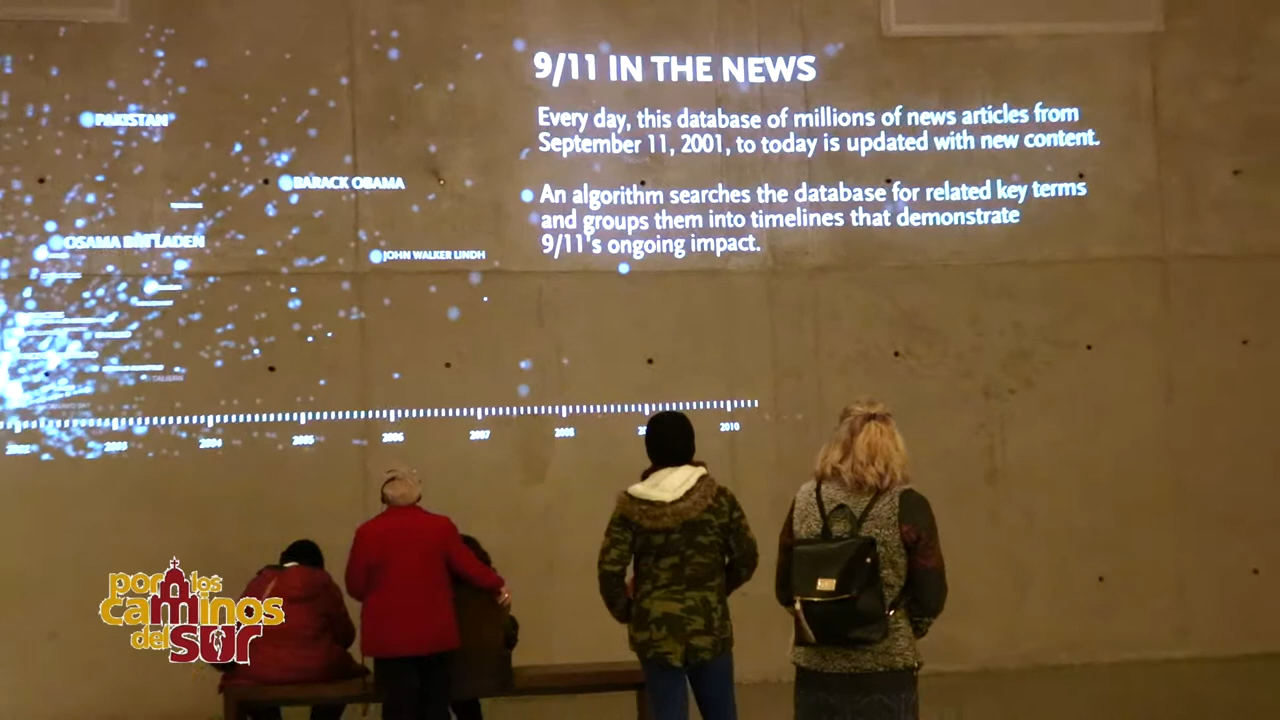 9/11 IN THE NEWS
Every day, this database of millions of news articles from
September 11, 2001, to today is updated with new content.
An algorithm searches the database for related key terms
and groups them into timelines that demonstrate
9/11's ongoing impact.
PAKISTAN
BARACK OBAMA
OSAMA BIN LADEN
JOHN WALKER LINDH
2003
2004
2005
2006
2007
2008
2010
por los
caminos
del sur